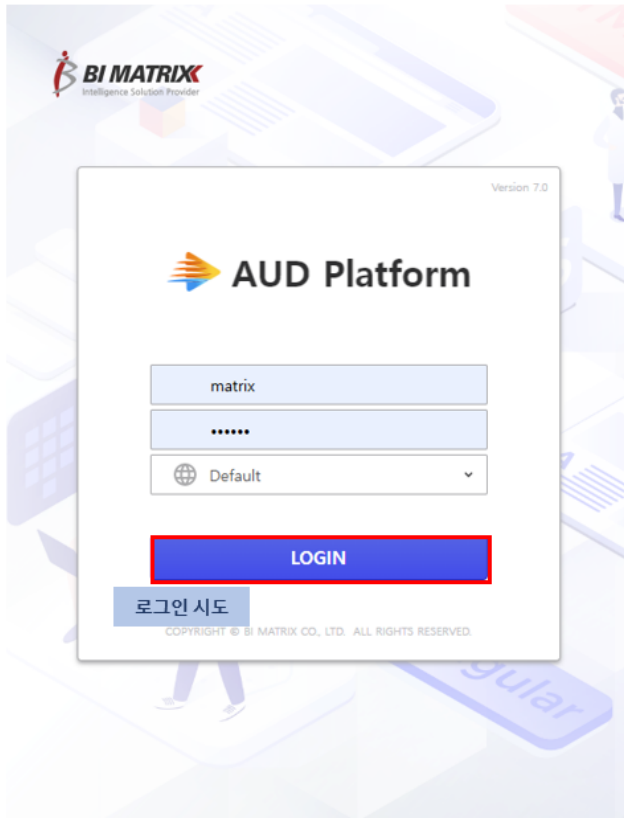 BI MATRIX
Intelligence Solution Provider
Version 7.0
AUD Platform
matrix
••••••
Default
LOGIN
로그인 시도
COPYRIGHT © BI MATRIX CO., LTD. ALL RIGHTS RESERVED.
gular